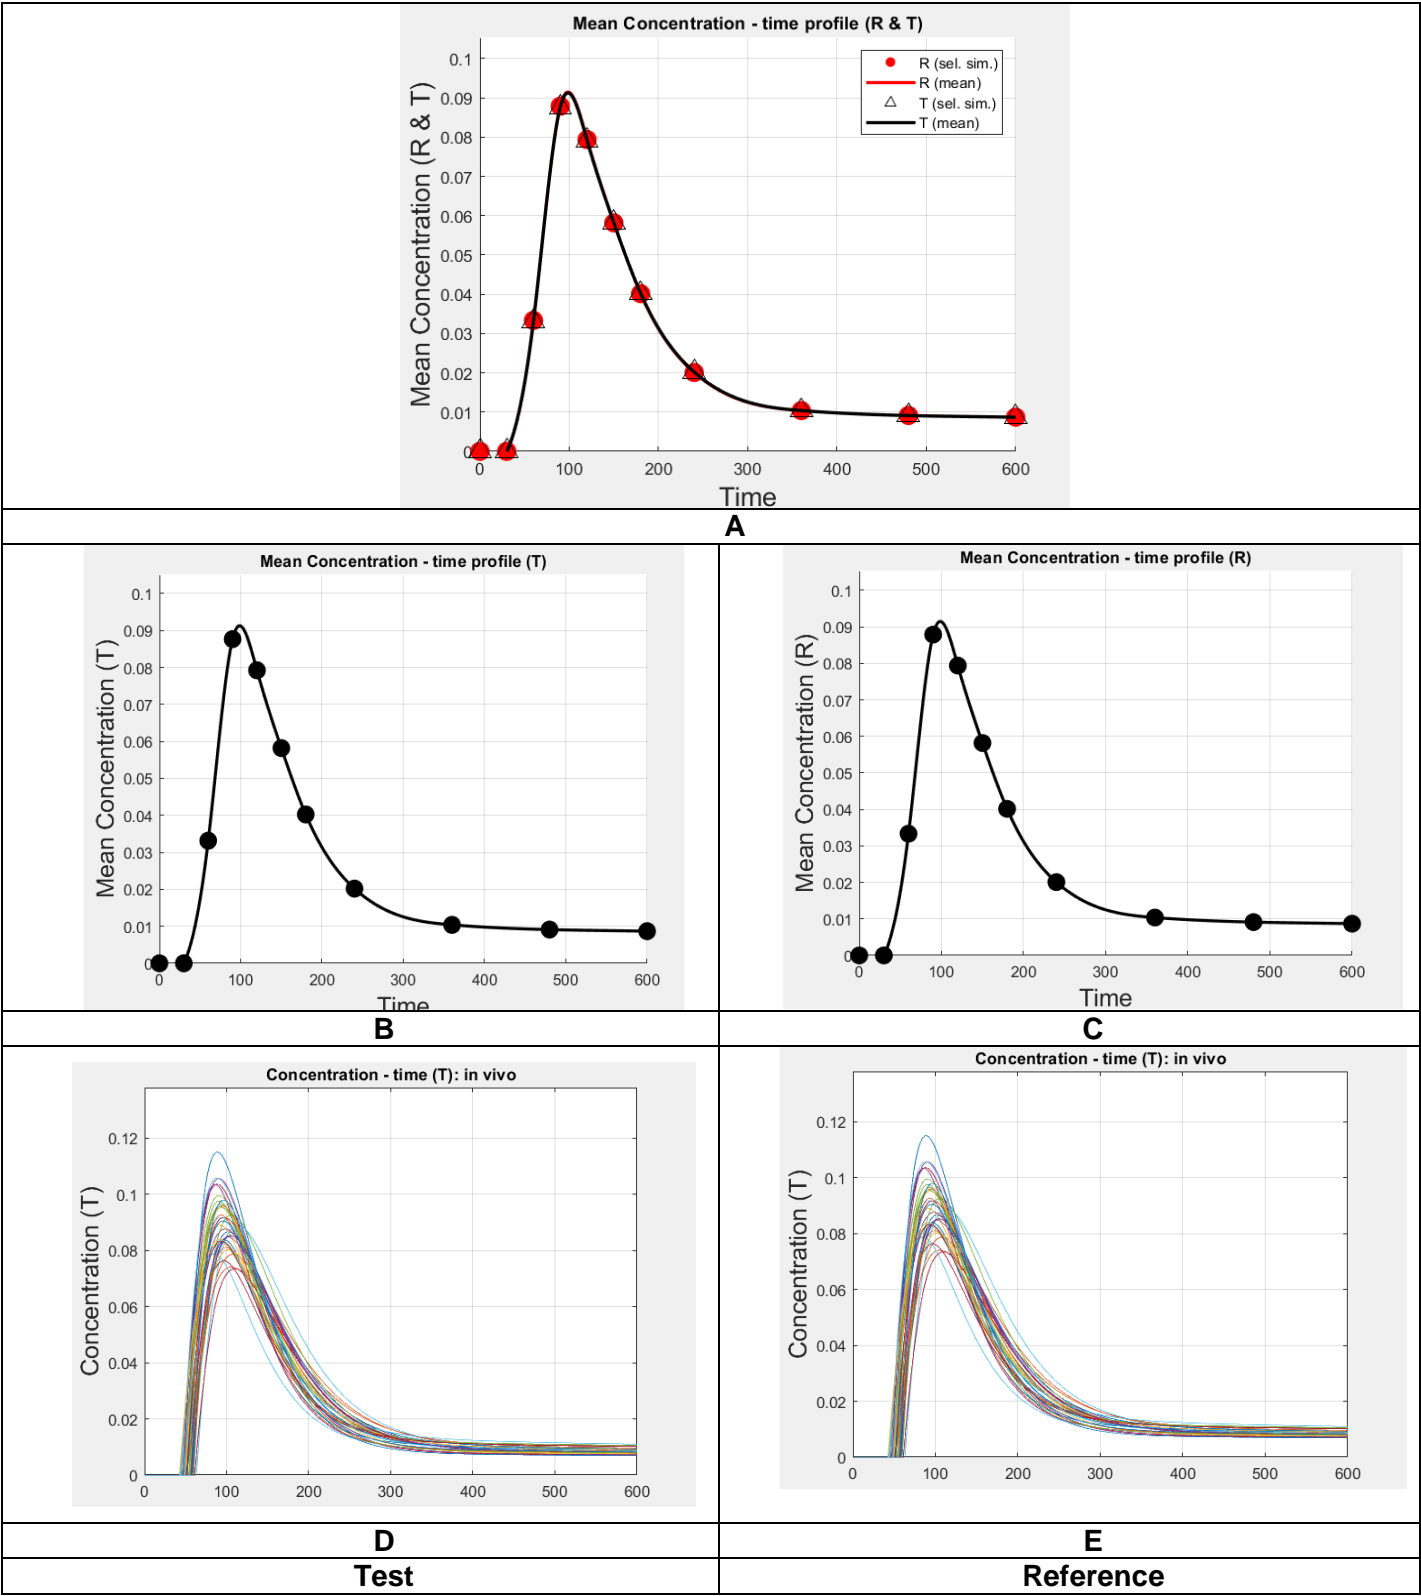 Mean Concentration - time profile (R & T)
Mean Concentration (R & T)
0.1
0.09
0.08
0.07
0.06
0.05
0.04
0.03
0.02
0.01
0
0 100 200 300 400 500 600
Time
R (sel. sim.)
R (mean)
T (sel. sim.)
T (mean)
A
Mean Concentration - time profile (T)
Mean Concentration (T)
0.1
0.09
0.08
0.07
0.06
0.05
0.04
0.03
0.02
0.01
0
0 100 200 300 400 500 600
Time
Mean Concentration - time profile (R)
Mean Concentration (R)
0.1
0.09
0.08
0.07
0.06
0.05
0.04
0.03
0.02
0.01
0
0 100 200 300 400 500 600
Time
B
C
Concentration - time (T): in vivo
Concentration (T)
0.12
0.1
0.08
0.06
0.04
0.02
0
0 100 200 300 400 500 600
Concentration - time (T): in vivo
Concentration (T)
0.12
0.1
0.08
0.06
0.04
0.02
0
0 100 200 300 400 500 600
D
E
Test
Reference